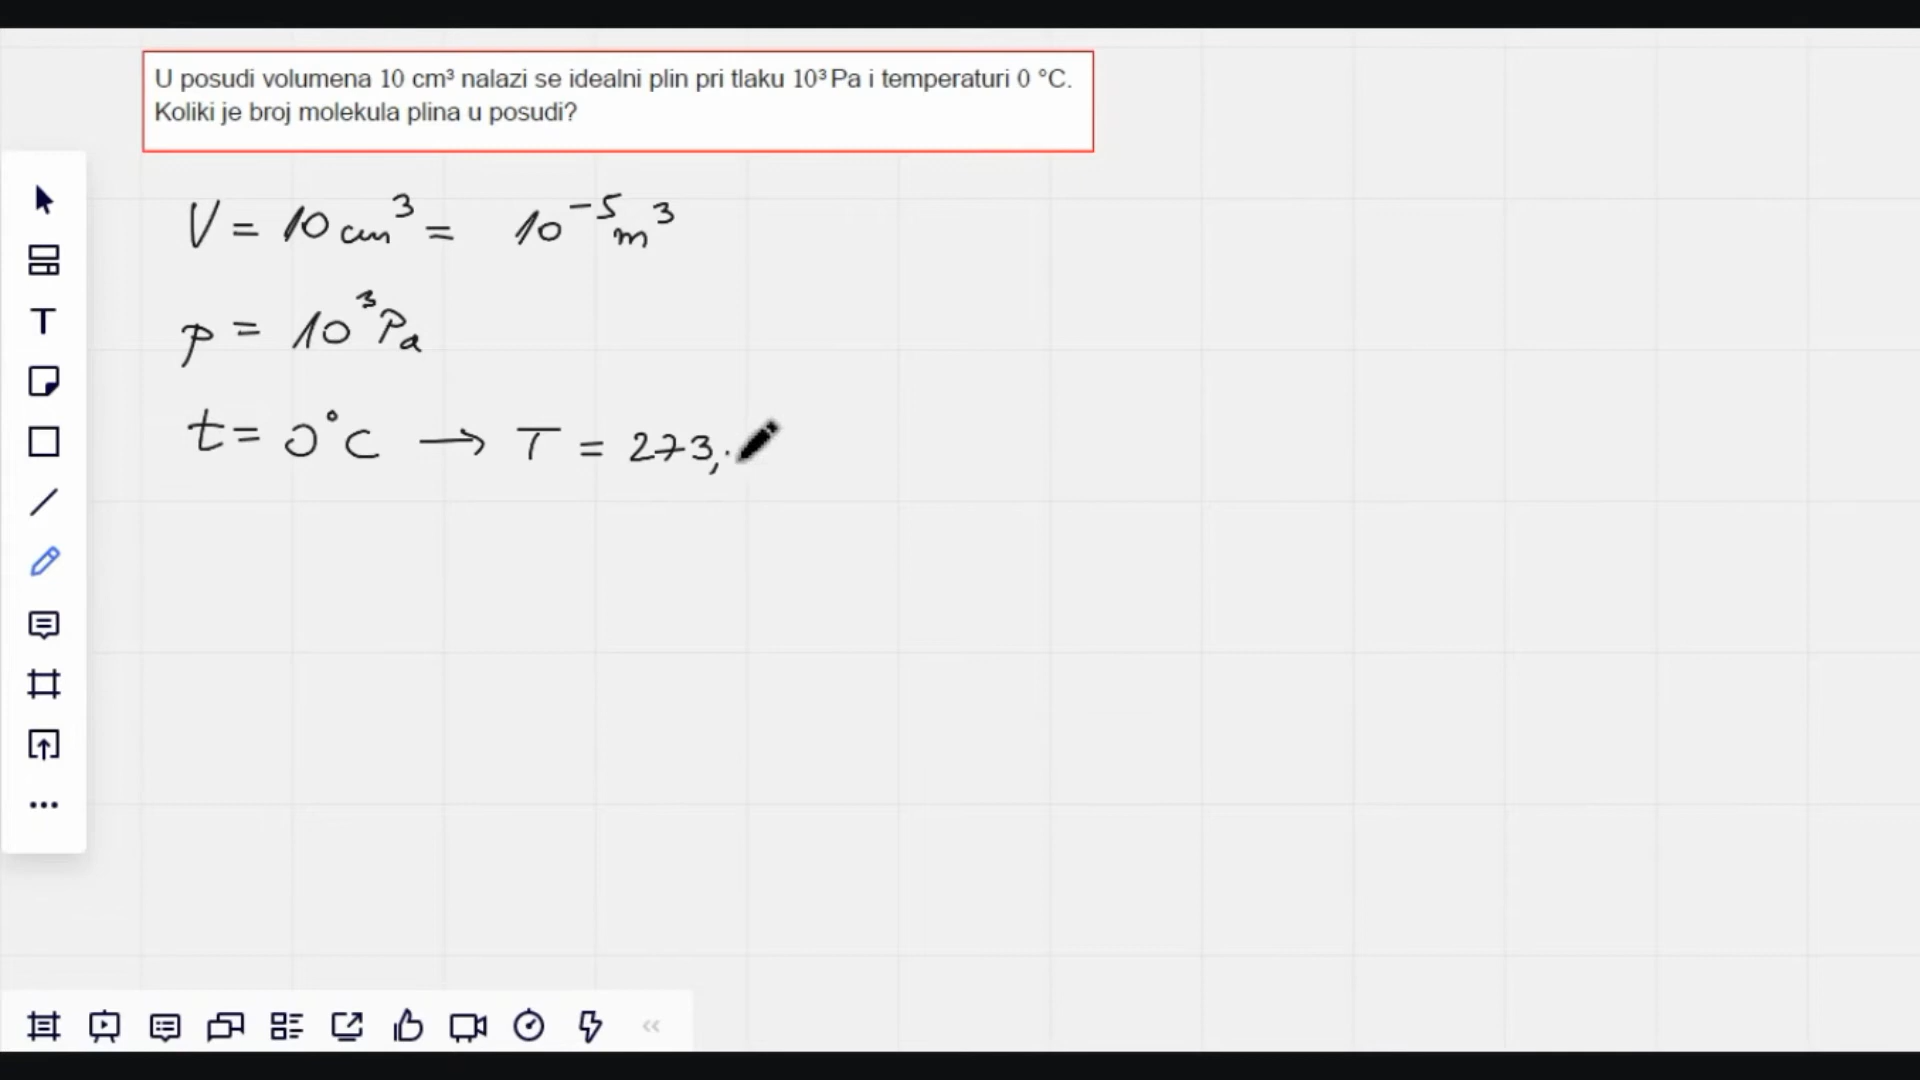 U posudi volumena 10 cm³ nalazi se idealni plin pri tlaku 10³ Pa i temperaturi 0 °C.
Koliki je broj molekula plina u posudi?
V = 10 cm³ = 10⁻⁵ m³
p = 10³ Pa
t = 0°C → T = 273,